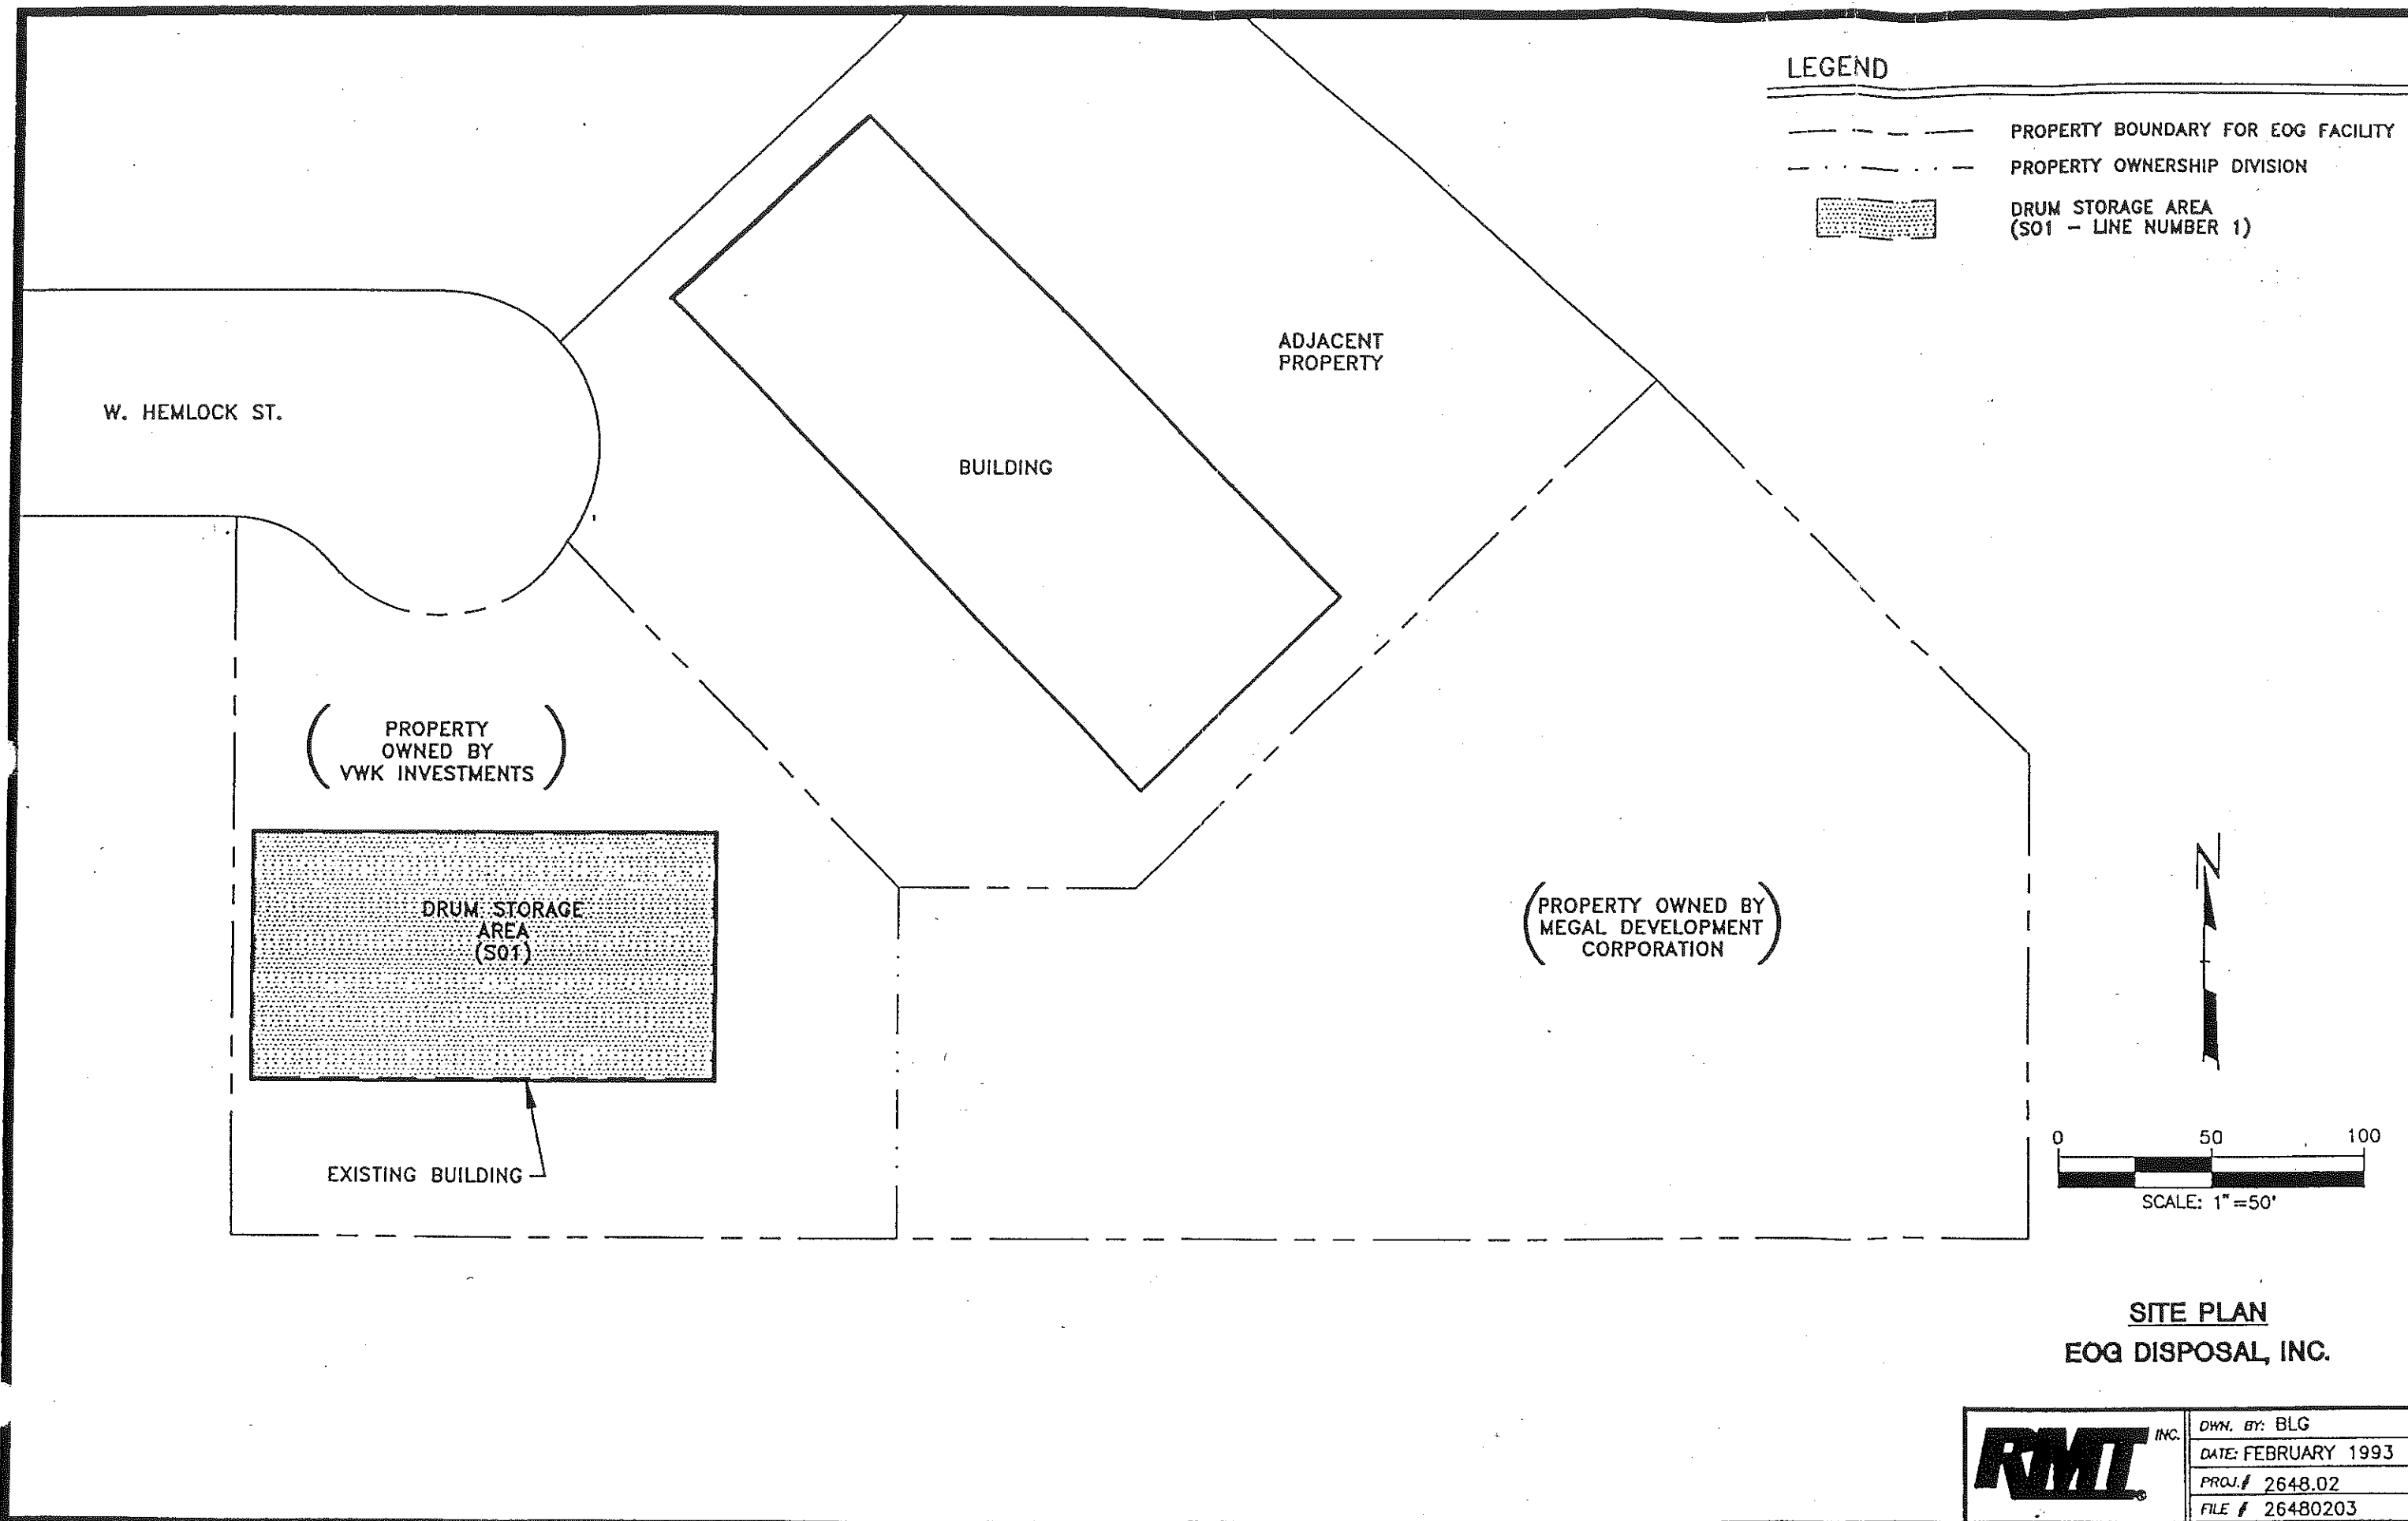 LEGEND
PROPERTY BOUNDARY FOR EOG FACILITY
PROPERTY OWNERSHIP DIVISION
DRUM STORAGE AREA
(S01 - LINE NUMBER 1)
ADJACENT
PROPERTY
W. HEMLOCK ST.
BUILDING
PROPERTY
OWNED BY
VWK INVESTMENTS
DRUM STORAGE
AREA
(S01)
(PROPERTY OWNED BY
MEGAL DEVELOPMENT
CORPORATION)
EXISTING BUILDING
N
0 50 100
SCALE: 1"=50'
SITE PLAN
EOG DISPOSAL, INC.
RMT INC.
DWN. BY: BLG
DATE: FEBRUARY 1993
PROJ.# 2648.02
FILE # 26480203